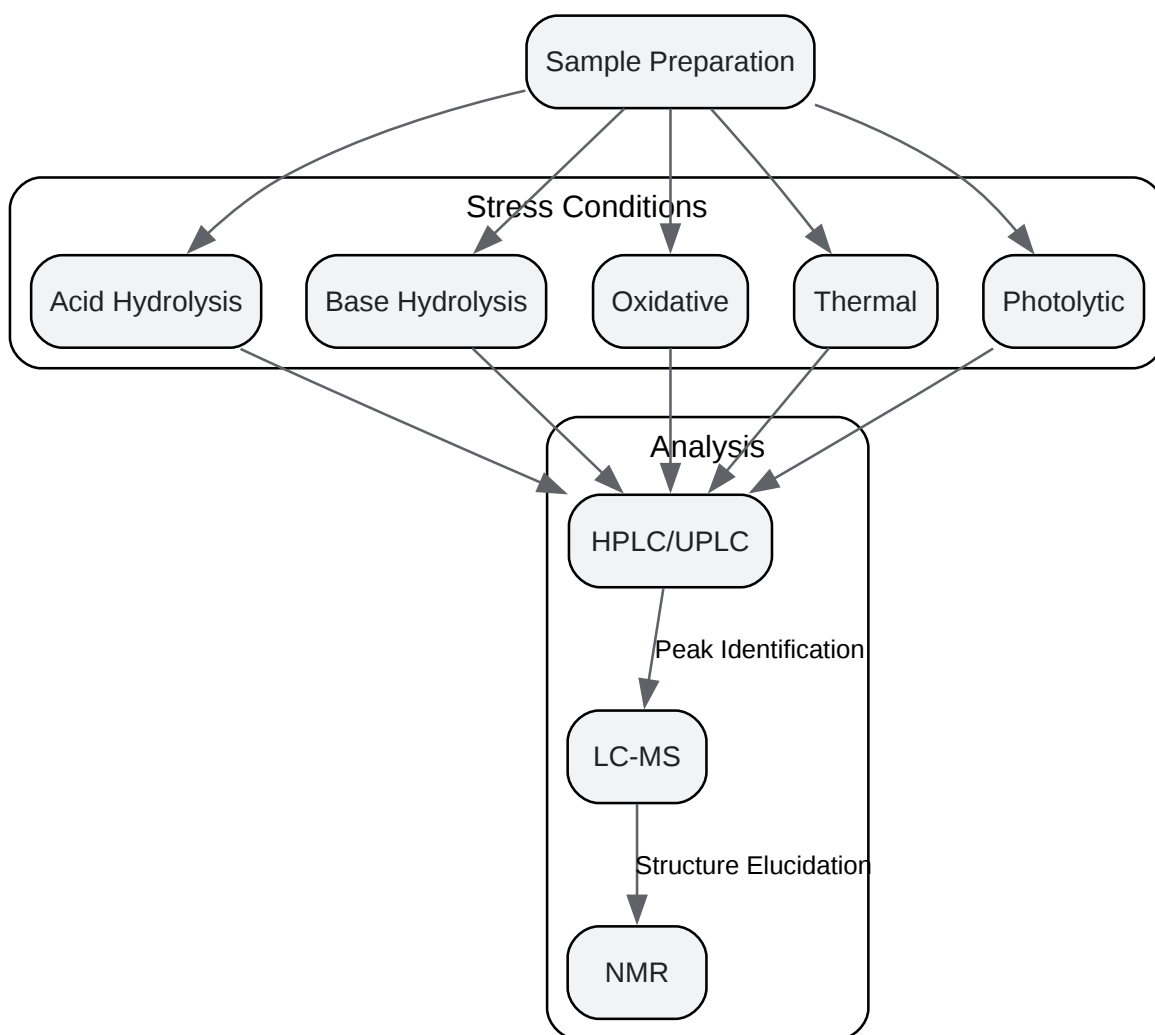 Sample Preparation
Stress Conditions
Acid Hydrolysis
Base Hydrolysis
Oxidative
Thermal
Photolytic
Analysis
HPLC/UPLC
Peak Identification
LC-MS
Structure Elucidation
NMR